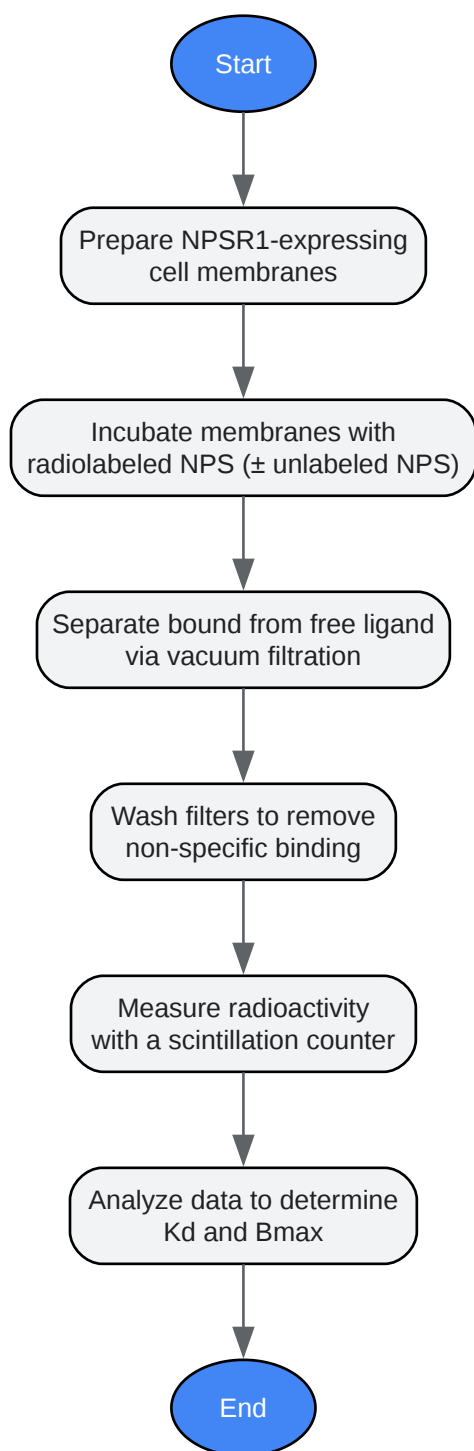 Start
Prepare NPSR1-expressing
cell membranes
Incubate membranes with
radiolabeled NPS (± unlabeled NPS)
Separate bound from free ligand
via vacuum filtration
Wash filters to remove
non-specific binding
Measure radioactivity
with a scintillation counter
Analyze data to determine
Kd and Bmax
End